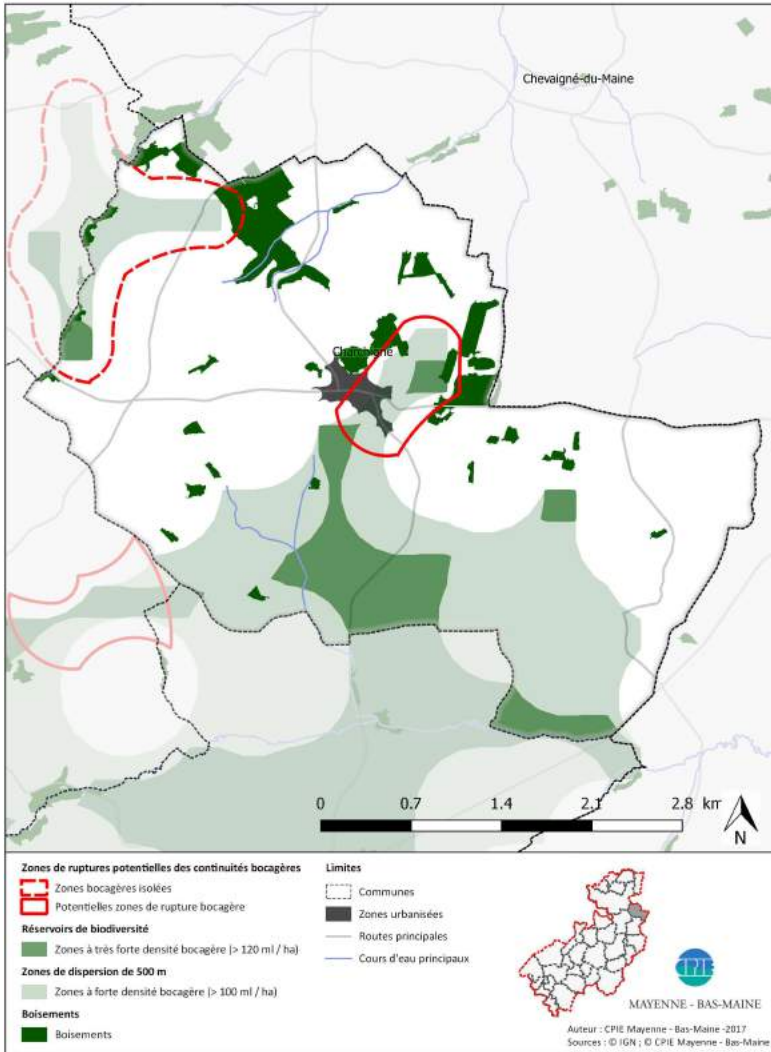 Chevaigné-du-Maine
Charchigné
0 0.7 1.4 2.1 2.8 km
N
Zones de ruptures potentielles des continuités bocagères
Zones bocagères isolées
Potentielles zones de rupture bocagère
Réservoirs de biodiversité
Zones à très forte densité bocagère (> 120 ml / ha)
Zones de dispersion de 500 m
Zones à forte densité bocagère (> 100 ml / ha)
Boisements
Boisements
Limites
Communes
Zones urbanisées
Routes principales
Cours d'eau principaux
CPIE
MAYENNE - BAS-MAINE
Auteur : CPIE Mayenne - Bas-Maine -2017
Sources : © IGN ; © CPIE Mayenne - Bas-Maine